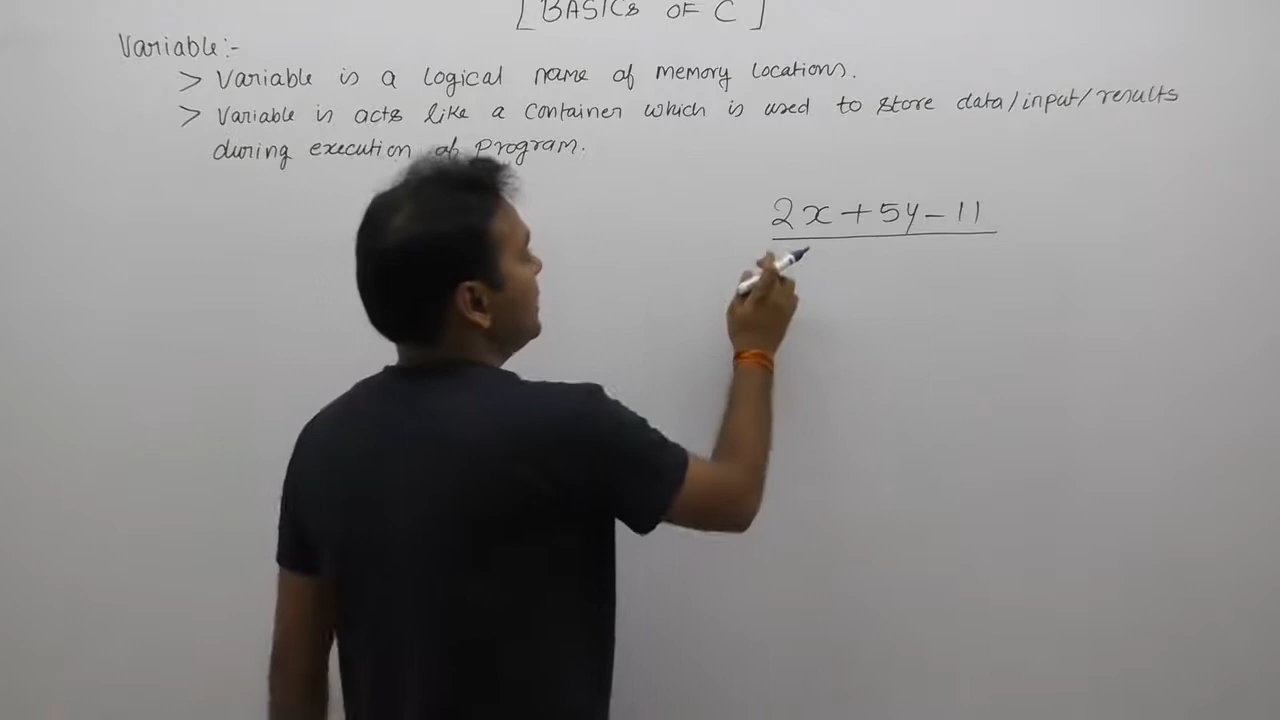 [BASICS OF C]
Variable:-
> Variable is a logical name of memory locations.
> Variable is acts like a container which is used to store data/input/results
during execution of program.
2x+5y-11